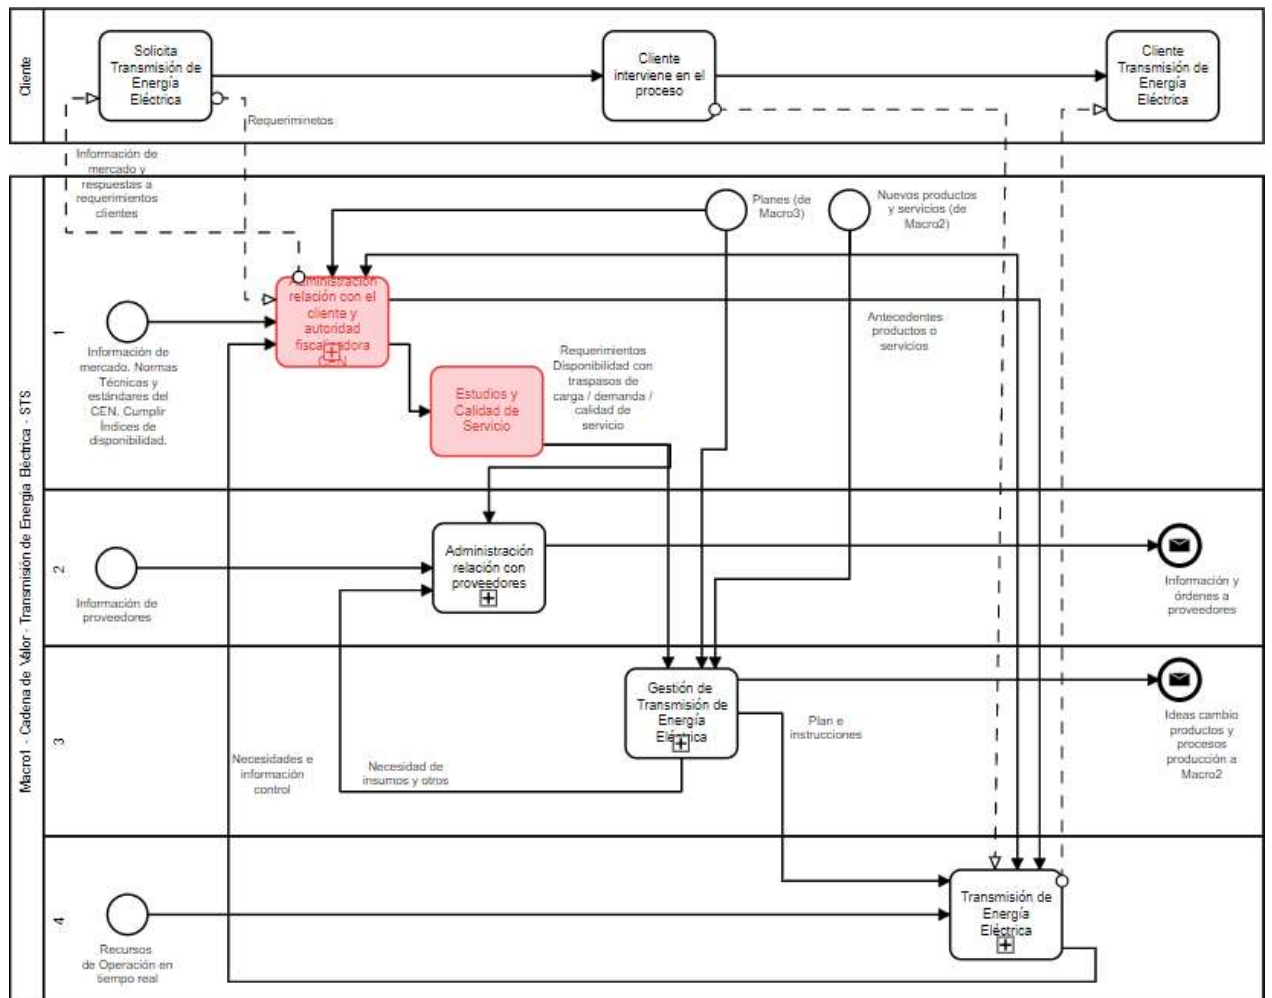 Cliente
Solicita
Transmisión de
Energía
Eléctrica
Cliente
interviene en el
proceso
Cliente
Transmisión de
Energía
Eléctrica
Requeriminetos
Información de
mercado y
respuestas a
requerimientos
clientes
Macro1 - Cadena de Valor - Transmisión de Energía Eléctrica - STS
1
Planes (de
Macro3)
Nuevos productos
y servicios (de
Macro2)
Administración
relación con el
cliente y
autoridad
fiscalizadora
CEN
Antecedentes
productos o
servicios
Información de
mercado. Normas
Técnicas y
estándares del
CEN. Cumplir
Índices de
disponibilidad.
Estudios y
Calidad de
Servicio
Requerimientos
Disponibilidad con
traspasos de
carga / demanda /
calidad de
servicio
2
Administración
relación con
proveedores
Información de
proveedores
Información y
órdenes a
proveedores
3
Gestión de
Transmisión de
Energía
Eléctrica
Plan e
instrucciones
Ideas cambio
productos y
procesos
producción a
Macro2
Necesidades e
información
control
Necesidad de
insumos y otros
4
Transmisión de
Energía
Eléctrica
Recursos
de Operación en
tiempo real